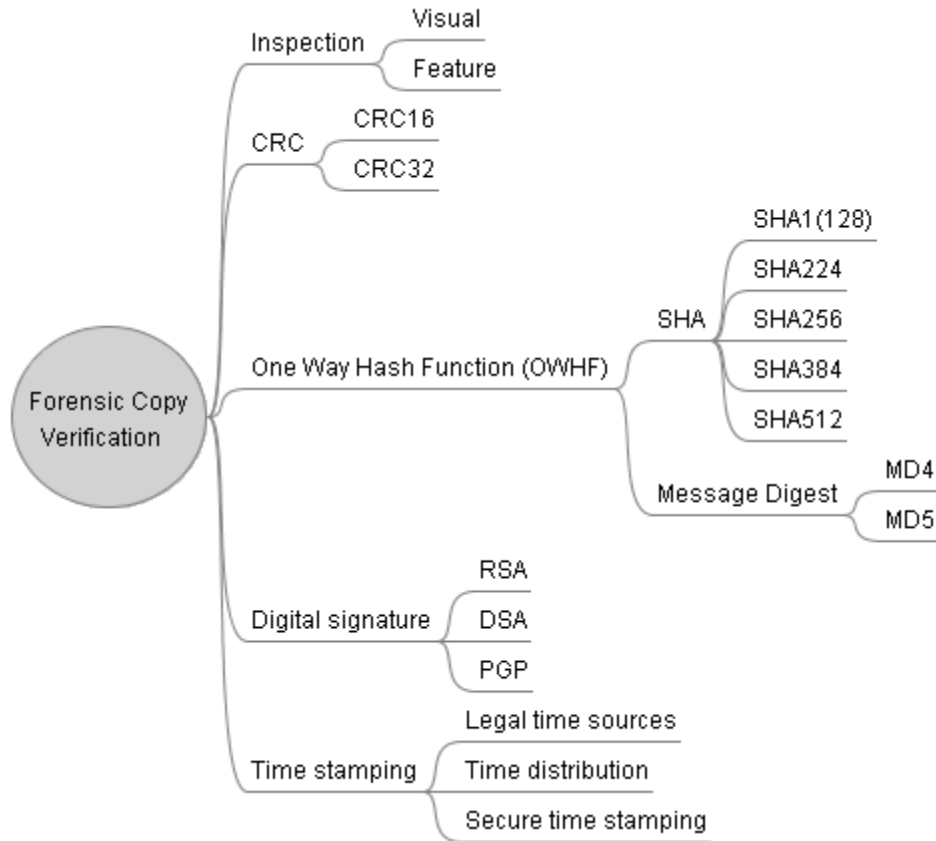 Forensic Copy
Verification
Inspection
Visual
Feature
CRC
CRC16
CRC32
One Way Hash Function (OWHF)
SHA
SHA1(128)
SHA224
SHA256
SHA384
SHA512
Message Digest
MD4
MD5
Digital signature
RSA
DSA
PGP
Time stamping
Legal time sources
Time distribution
Secure time stamping